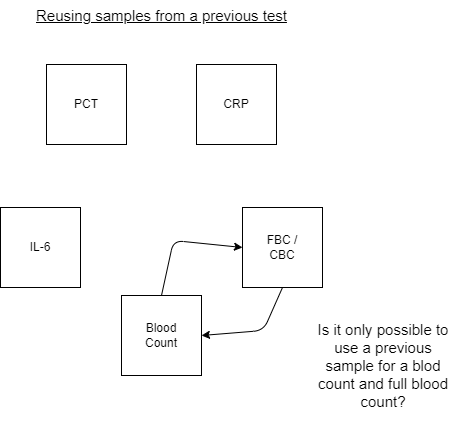 Reusing samples from a previous test
PCT
CRP
IL-6
FBC /
CBC
Blood
Count
Is it only possible to
use a previous
sample for a blod
count and full blood
count?